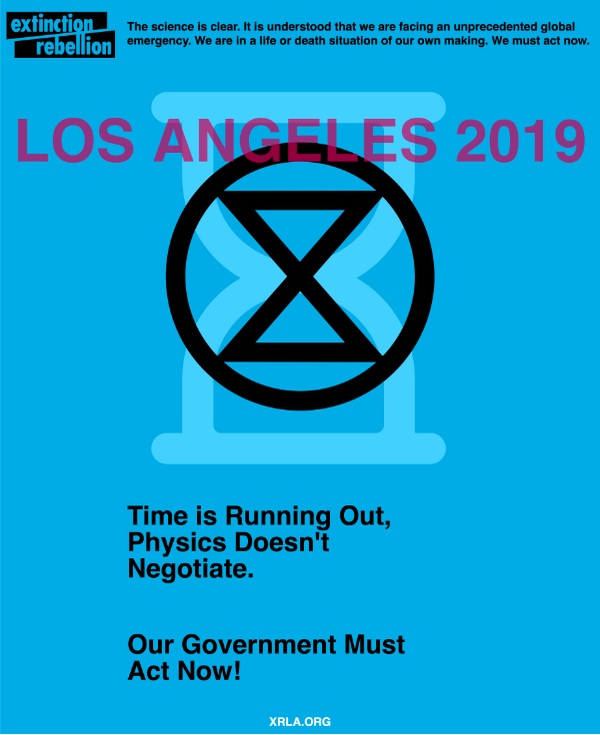 extinction
rebellion
The science is clear. It is understood that we are facing an unprecedented global
emergency. We are in a life or death situation of our own making. We must act now.
LOS ANGELES 2019
Time is Running Out,
Physics Doesn't
Negotiate.
Our Government Must
Act Now!
XRLA.ORG